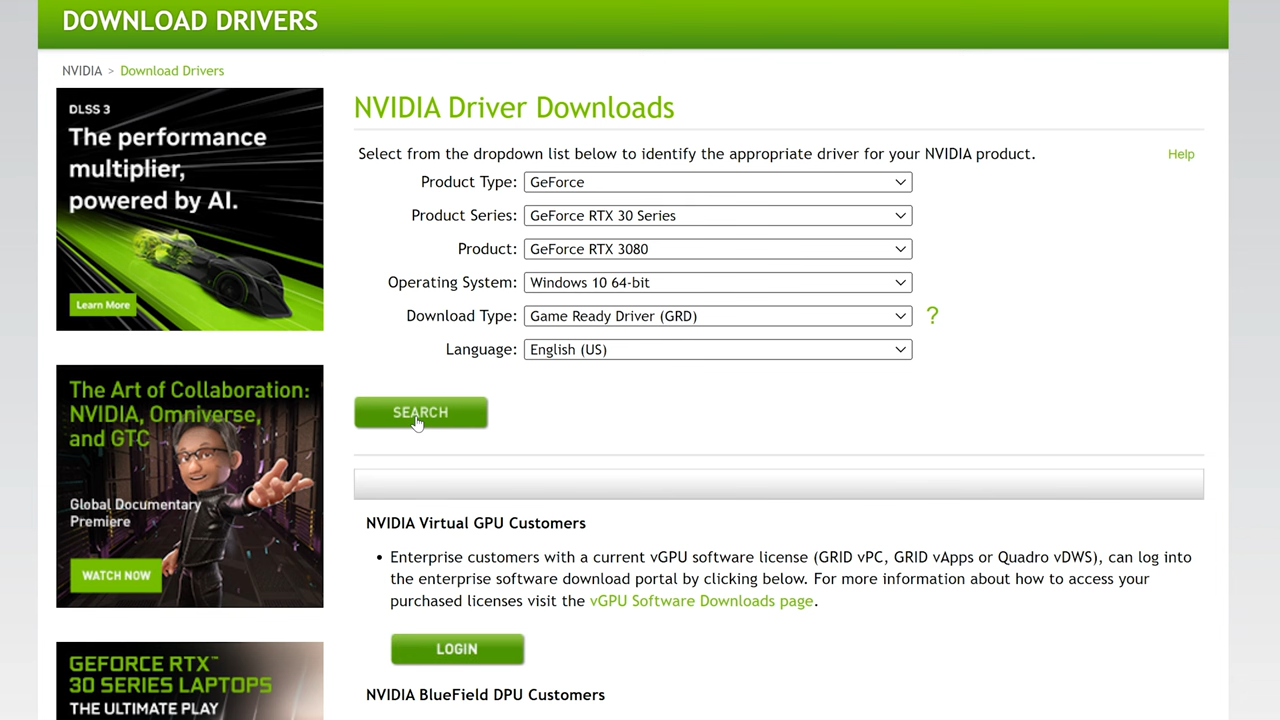 DOWNLOAD DRIVERS
NVIDIA > Download Drivers
DLSS 3
The performance
multiplier,
powered by AI.
Learn More
The Art of Collaboration:
NVIDIA, Omniverse,
and GTC
Global Documentary
Premiere
WATCH NOW
GEFORCE RTX™
30 SERIES LAPTOPS
THE ULTIMATE PLAY
NVIDIA Driver Downloads
Select from the dropdown list below to identify the appropriate driver for your NVIDIA product.
Help
Product Type: GeForce
Product Series: GeForce RTX 30 Series
Product: GeForce RTX 3080
Operating System: Windows 10 64-bit
Download Type: Game Ready Driver (GRD) ?
Language: English (US)
SEARCH
NVIDIA Virtual GPU Customers
• Enterprise customers with a current vGPU software license (GRID vPC, GRID vApps or Quadro vDWS), can log into
the enterprise software download portal by clicking below. For more information about how to access your
purchased licenses visit the vGPU Software Downloads page.
LOGIN
NVIDIA BlueField DPU Customers